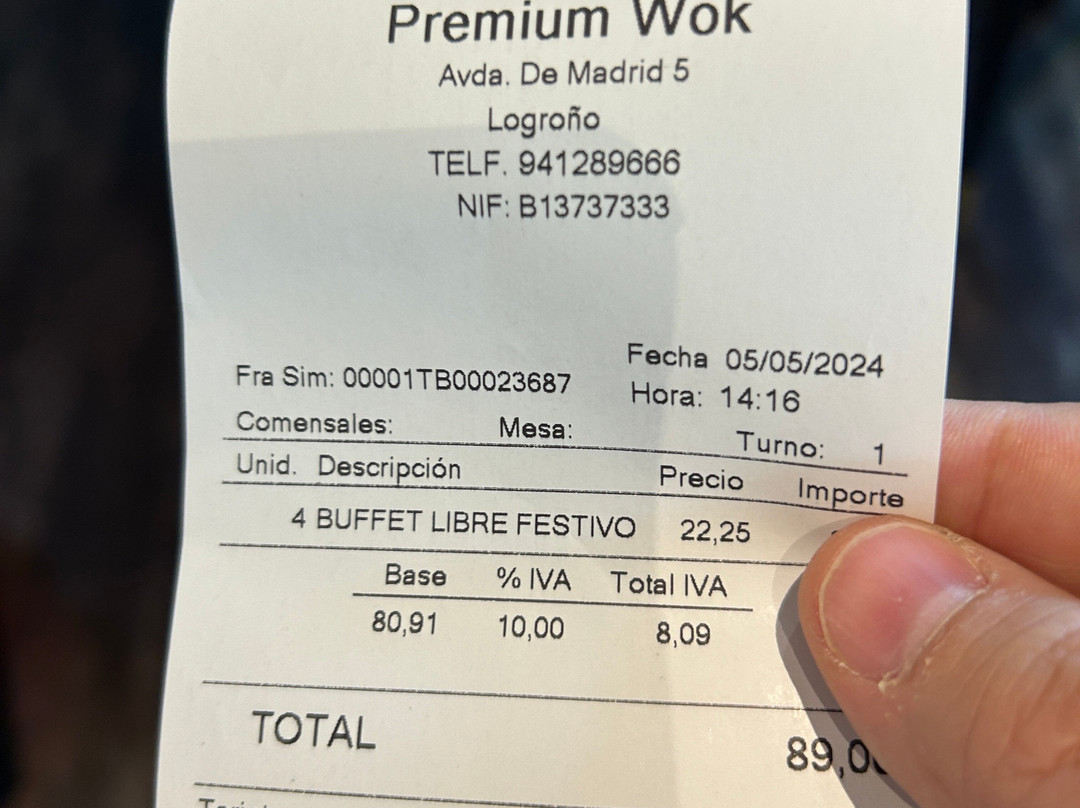 Premium Wok
Avda. De Madrid 5
Logroño
TELF. 941289666
NIF: B13737333
Fecha 05/05/2024
Fra Sim: 00001TB00023687
Hora: 14:16
Comensales: Mesa: Turno: 1
Unid. Descripción Precio Importe
4 BUFFET LIBRE FESTIVO 22,25
Base % IVA Total IVA
80,91 10,00 8,09
TOTAL